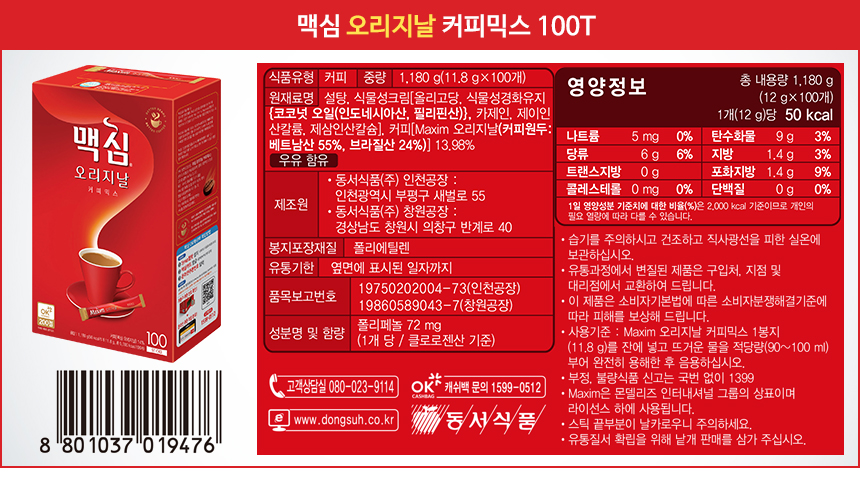 맥심 오리지날 커피믹스 100T
맥심
오리지날
커피믹스
Maxim
100
8 801037 019476
식품유형 커피 중량 1,180 g(11.8 g×100개)
원재료명 설탕, 식물성크림[올리고당, 식물성경화유지
{코코넛 오일(인도네시아산, 필리핀산)}, 카제인, 제이인
산칼륨, 제삼인산칼슘], 커피[Maxim 오리지날(커피원두:
베트남산 55%, 브라질산 24%)] 13.98%
우유 함유
제조원
• 동서식품(주) 인천공장 :
인천광역시 부평구 새벌로 55
• 동서식품(주) 창원공장 :
경상남도 창원시 의창구 반계로 40
봉지포장재질 폴리에틸렌
유통기한 옆면에 표시된 일자까지
품목보고번호
19750202004-73(인천공장)
19860589043-7(창원공장)
성분명 및 함량
폴리페놀 72 mg
(1개 당 / 클로로젠산 기준)
고객상담실 080-023-9114
OK CASHBAG 캐쉬백 문의 1599-0512
www.dongsuh.co.kr
동서식품
영양정보
총 내용량 1,180 g
(12 g×100개)
1개(12 g)당 50 kcal
나트륨 5 mg 0% 탄수화물 9 g 3%
당류 6 g 6% 지방 1.4 g 3%
트랜스지방 0 g 포화지방 1.4 g 9%
콜레스테롤 0 mg 0% 단백질 0 g 0%
1일 영양성분 기준치에 대한 비율(%)은 2,000 kcal 기준이므로 개인의
필요 열량에 따라 다를 수 있습니다.
• 습기를 주의하시고 건조하고 직사광선을 피한 실온에
보관하십시오.
• 유통과정에서 변질된 제품은 구입처, 지점 및
대리점에서 교환하여 드립니다.
• 이 제품은 소비자기본법에 따른 소비자분쟁해결기준에
따라 피해를 보상해 드립니다.
• 사용기준 : Maxim 오리지날 커피믹스 1봉지
(11.8 g)를 잔에 넣고 뜨거운 물을 적당량(90~100 ml)
부어 완전히 용해한 후 음용하십시오.
• 부정, 불량식품 신고는 국번 없이 1399
• Maxim은 몬델리즈 인터내셔널 그룹의 상표이며
라이선스 하에 사용됩니다.
• 스틱 끝부분이 날카로우니 주의하세요.
• 유통질서 확립을 위해 낱개 판매를 삼가 주십시오.